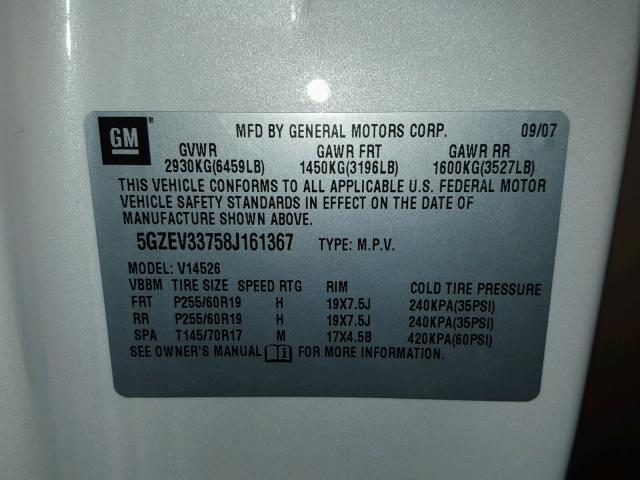 GM ® MFD BY GENERAL MOTORS CORP. 09/07
GVWR GAWR FRT GAWR RR
2930KG(6459LB) 1450KG(3196LB) 1600KG(3527LB)
THIS VEHICLE CONFORMS TO ALL APPLICABLE U.S. FEDERAL MOTOR
VEHICLE SAFETY STANDARDS IN EFFECT ON THE DATE OF
MANUFACTURE SHOWN ABOVE.
5GZEV33758J161367 TYPE: M.P.V.
MODEL: V14526
VBBM TIRE SIZE SPEED RTG RIM COLD TIRE PRESSURE
FRT P255/60R19 H 19X7.5J 240KPA(35PSI)
RR P255/60R19 H 19X7.5J 240KPA(35PSI)
SPA T145/70R17 M 17X4.5B 420KPA(60PSI)
SEE OWNER'S MANUAL FOR MORE INFORMATION.